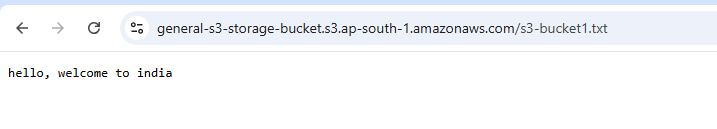 general-s3-storage-bucket.s3.ap-south-1.amazonaws.com/s3-bucket1.txt
hello, welcome to india